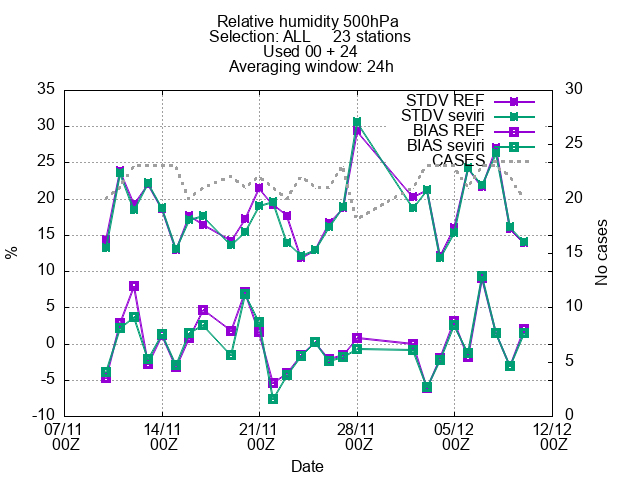 Relative humidity 500hPa
Selection: ALL 23 stations
Used 00 + 24
Averaging window: 24h
STDV REF
STDV seviri
BIAS REF
BIAS seviri
CASES
35
30
25
20
15
10
5
0
-5
-10
%
30
25
20
15
10
5
0
No cases
07/11 14/11 21/11 28/11 05/12 12/12
00Z 00Z 00Z 00Z 00Z 00Z
Date